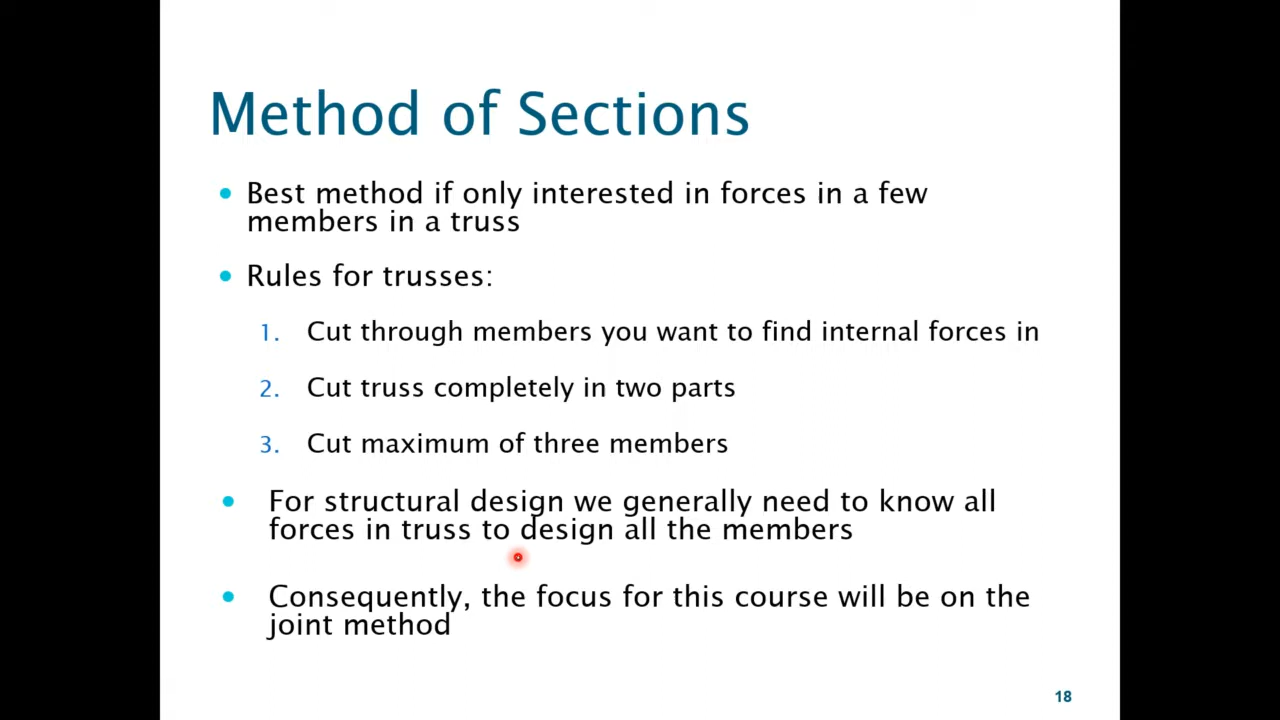 Method of Sections
• Best method if only interested in forces in a few
members in a truss
• Rules for trusses:
1. Cut through members you want to find internal forces in
2. Cut truss completely in two parts
3. Cut maximum of three members
• For structural design we generally need to know all
forces in truss to design all the members
• Consequently, the focus for this course will be on the
joint method
18